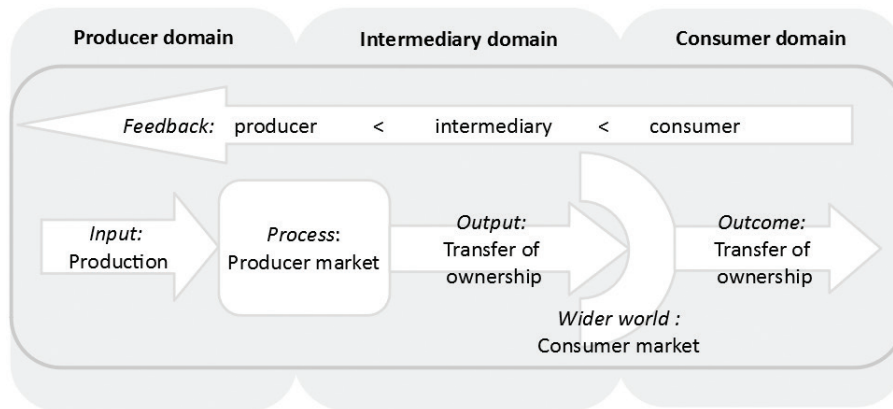 Producer domain Intermediary domain Consumer domain
Feedback: producer < intermediary < consumer
Input:
Production
Process:
Producer market
Output:
Transfer of
ownership
Outcome:
Transfer of
ownership
Wider world :
Consumer market